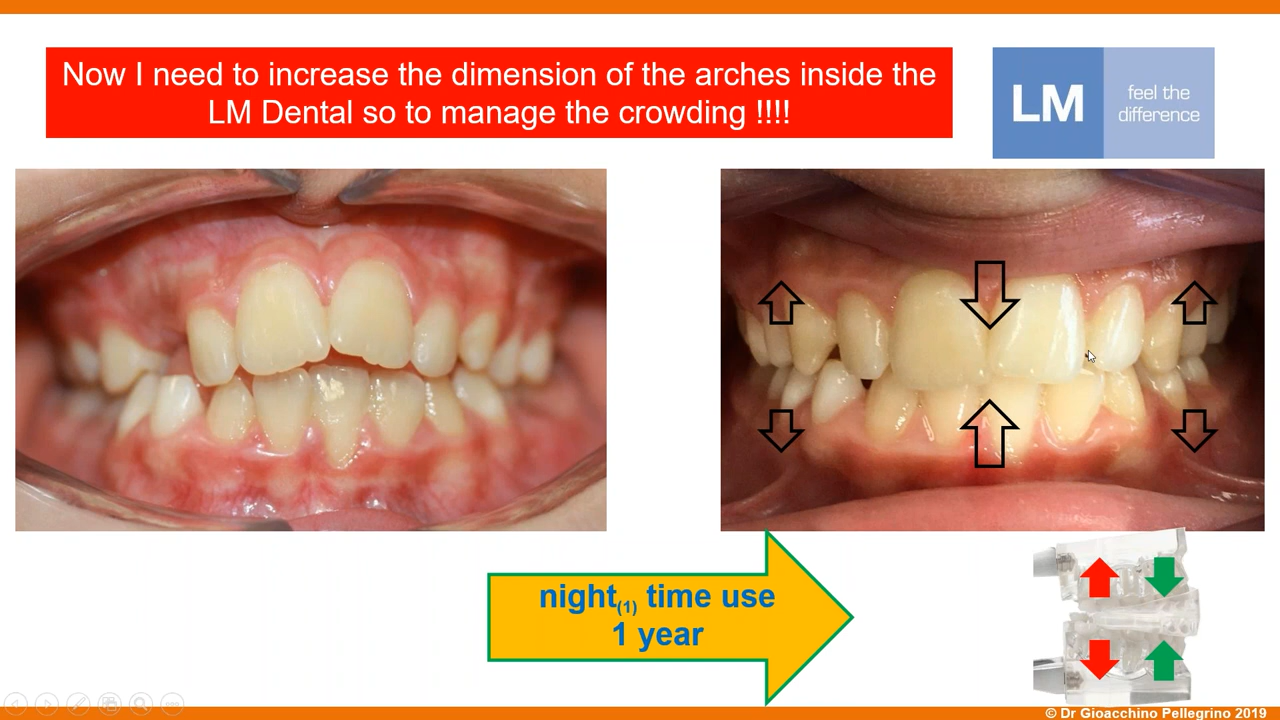 Now I need to increase the dimension of the arches inside the
LM Dental so to manage the crowding !!!!
LM
feel the
difference
night(1) time use
1 year
© Dr Gioacchino Pellegrino 2019